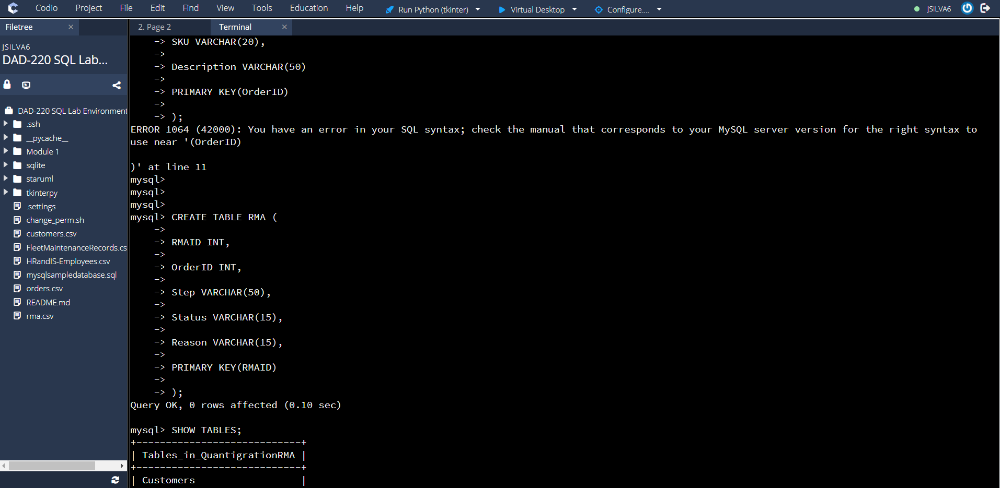 Codio Project File Edit Find View Tools Education Help Run Python (tkinter) Virtual Desktop Configure.... JSILVA6
Filetree
2. Page 2
Terminal
JSILVA6
DAD-220 SQL Lab...
DAD-220 SQL Lab Environment
.ssh
__pycache__
Module 1
sqlite
staruml
tkinterpy
.settings
change_perm.sh
customers.csv
FleetMaintenanceRecords.cs
HRandIS-Employees.csv
mysqlsampledatabase.sql
orders.csv
README.md
rma.csv
-> SKU VARCHAR(20),
->
-> Description VARCHAR(50)
->
-> PRIMARY KEY(OrderID)
->
-> );
ERROR 1064 (42000): You have an error in your SQL syntax; check the manual that corresponds to your MySQL server version for the right syntax to
use near '(OrderID)
)' at line 11
mysql>
mysql>
mysql>
mysql> CREATE TABLE RMA (
->
-> RMAID INT,
->
-> OrderID INT,
->
-> Step VARCHAR(50),
->
-> Status VARCHAR(15),
->
-> Reason VARCHAR(15),
->
-> PRIMARY KEY(RMAID)
->
-> );
Query OK, 0 rows affected (0.10 sec)
mysql> SHOW TABLES;
+----------------------------+
| Tables_in_QuantigrationRMA |
+----------------------------+
| Customers                  |